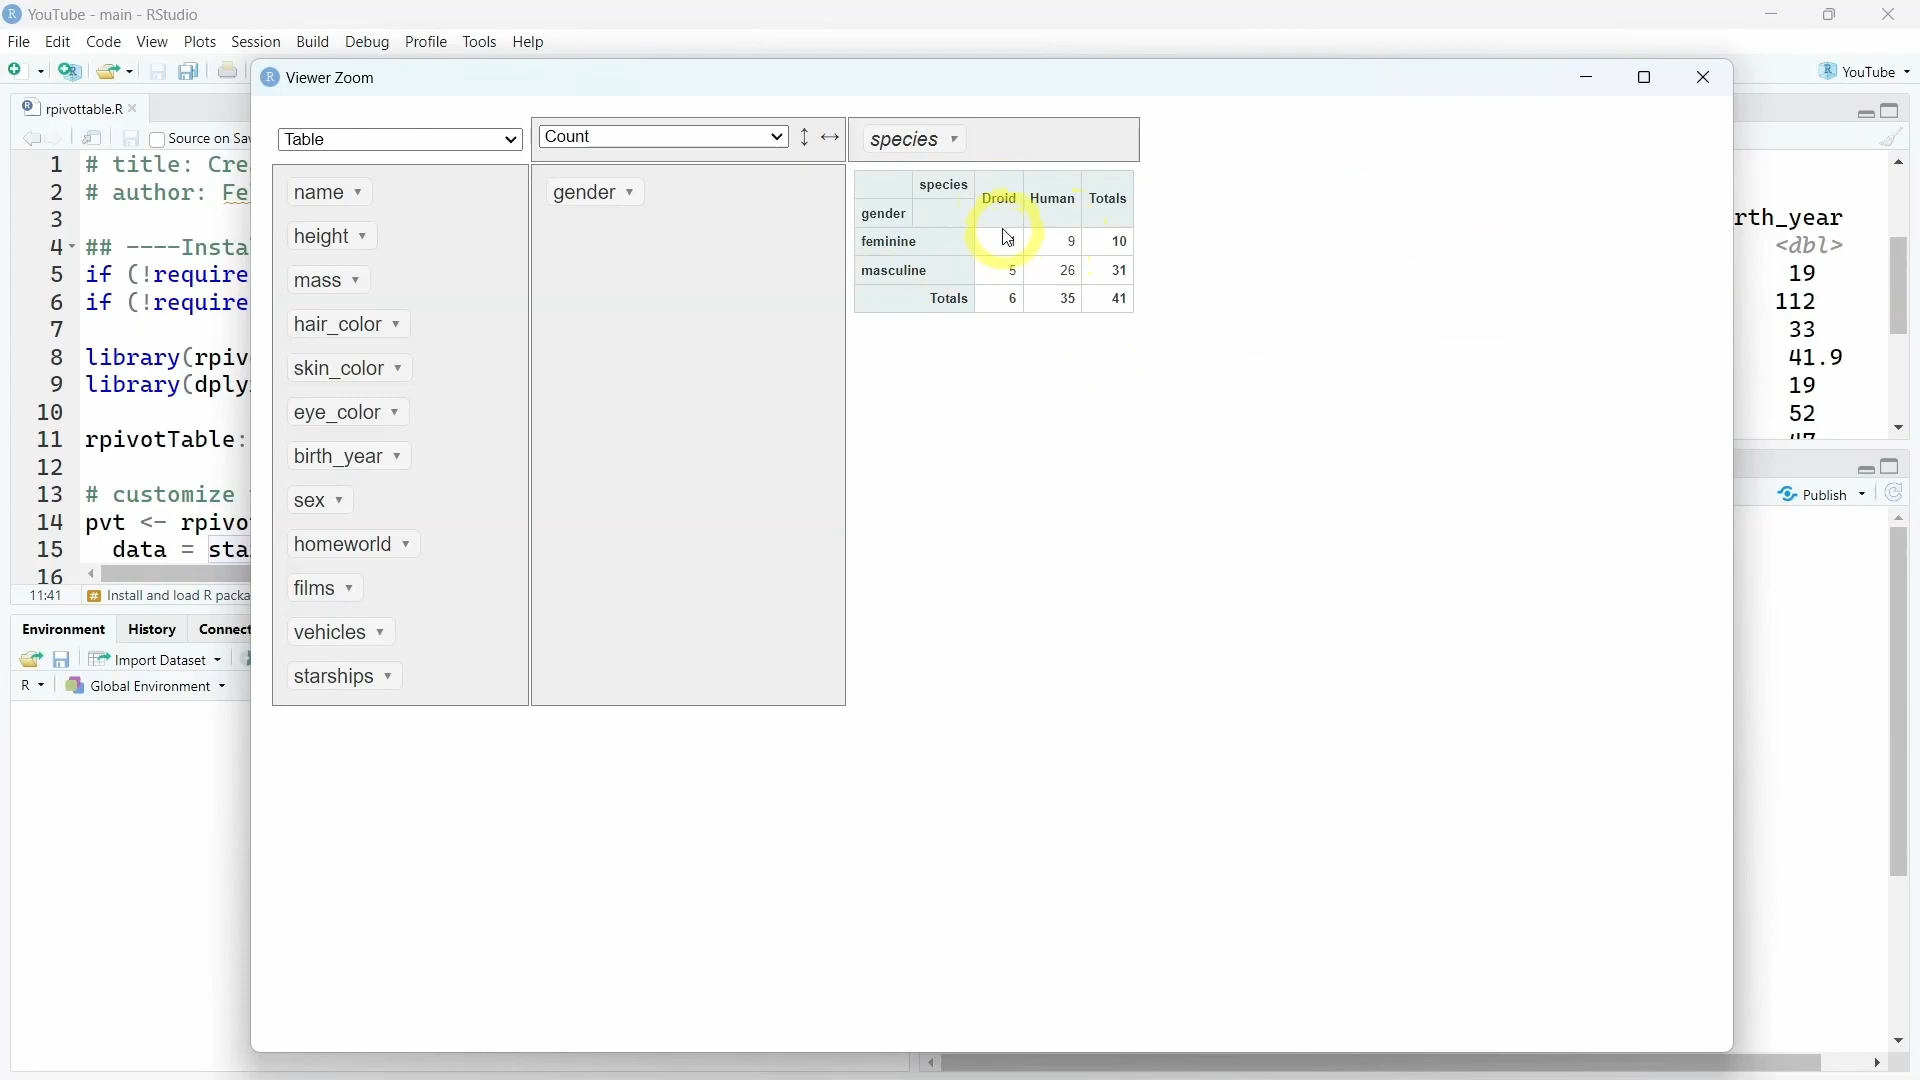 YouTube - main - RStudio
File Edit Code View Plots Session Build Debug Profile Tools Help
Viewer Zoom
YouTube
rpivottable.R
Source on Sav
1 # title: Cre
2 # author: Fe
3
4 ## ----Insta
5 if (!require
6 if (!require
7
8 library(rpiv
9 library(dply
10
11 rpivotTable:
12
13 # customize
14 pvt <- rpivo
15 data = sta
16
11:41 # Install and load R packa
Environment History Connect
Import Dataset
R Global Environment
Table
Count
species
name
height
mass
hair_color
skin_color
eye_color
birth_year
sex
homeworld
films
vehicles
starships
gender
species Droid Human Totals
gender
feminine 9 10
masculine 5 26 31
Totals 6 35 41
rth_year
<dbl>
19
112
33
41.9
19
52
47
Publish